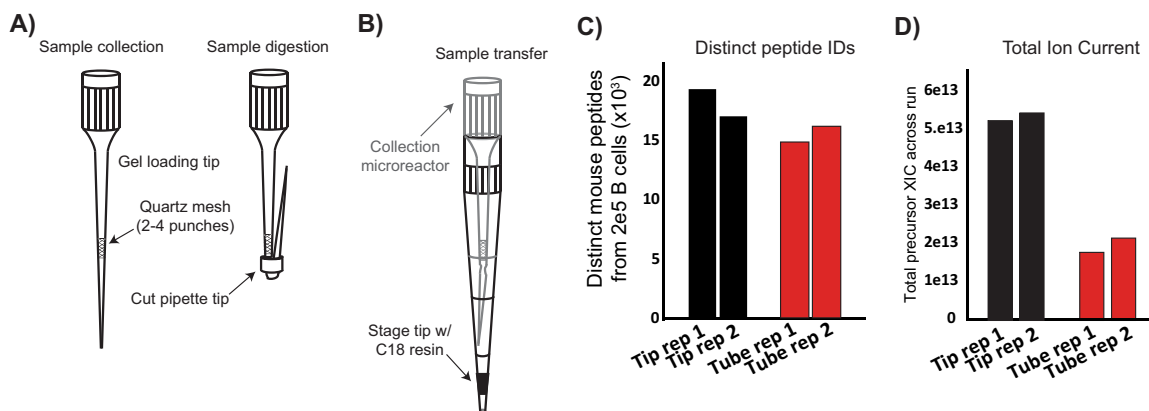 A)
Sample collection
Sample digestion
Gel loading tip
Quartz mesh
(2-4 punches)
Cut pipette tip
B)
Sample transfer
Collection
microreactor
Stage tip w/
C18 resin
C)
Distinct peptide IDs
Distinct mouse peptides
from 2e5 B cells (x10³)
20
15
10
5
0
Tip rep 1
Tip rep 2
Tube rep 1
Tube rep 2
D)
Total Ion Current
Total precursor XIC across run
6e13
5.e13
4e13
3e13
2e13
1e13
0
Tip rep 1
Tip rep 2
Tube rep 1
Tube rep 2